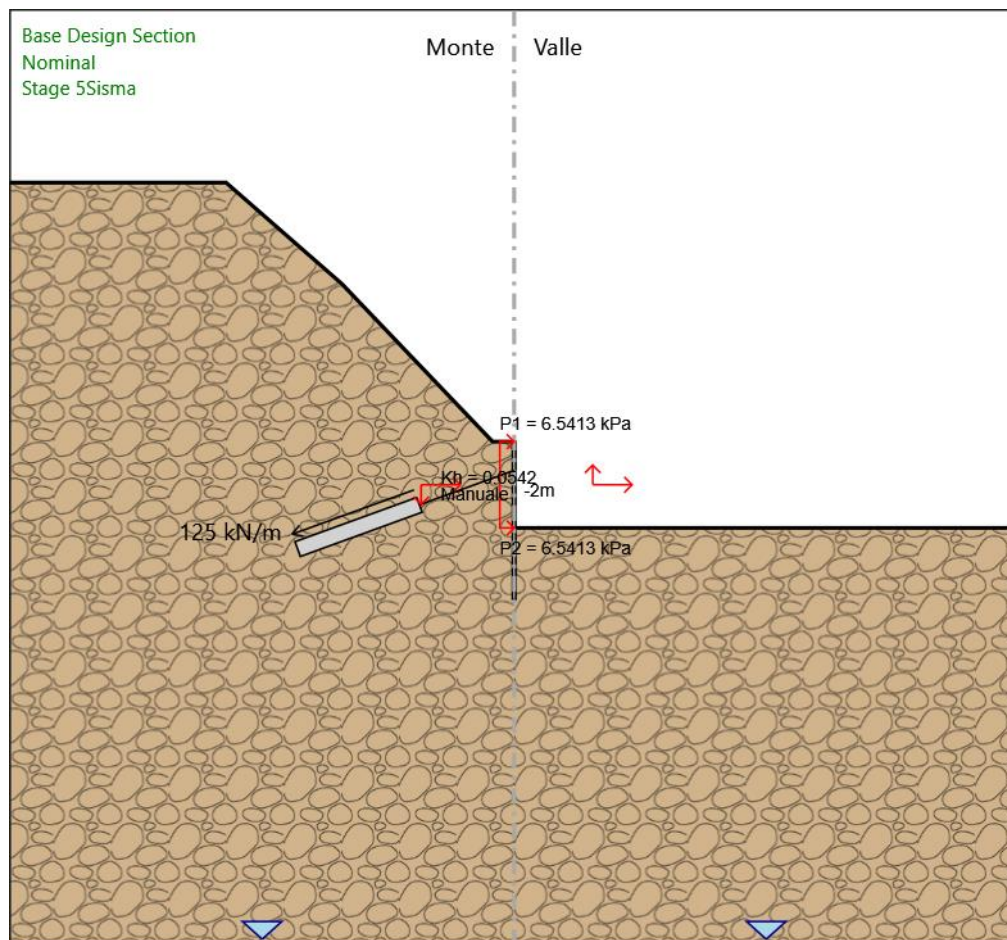 Base Design Section
Nominal
Stage 5Sisma
Monte
Valle
P1 = 6.5413 kPa
Kh = 0.0542
Manuale
-2m
125 kN/m
P2 = 6.5413 kPa